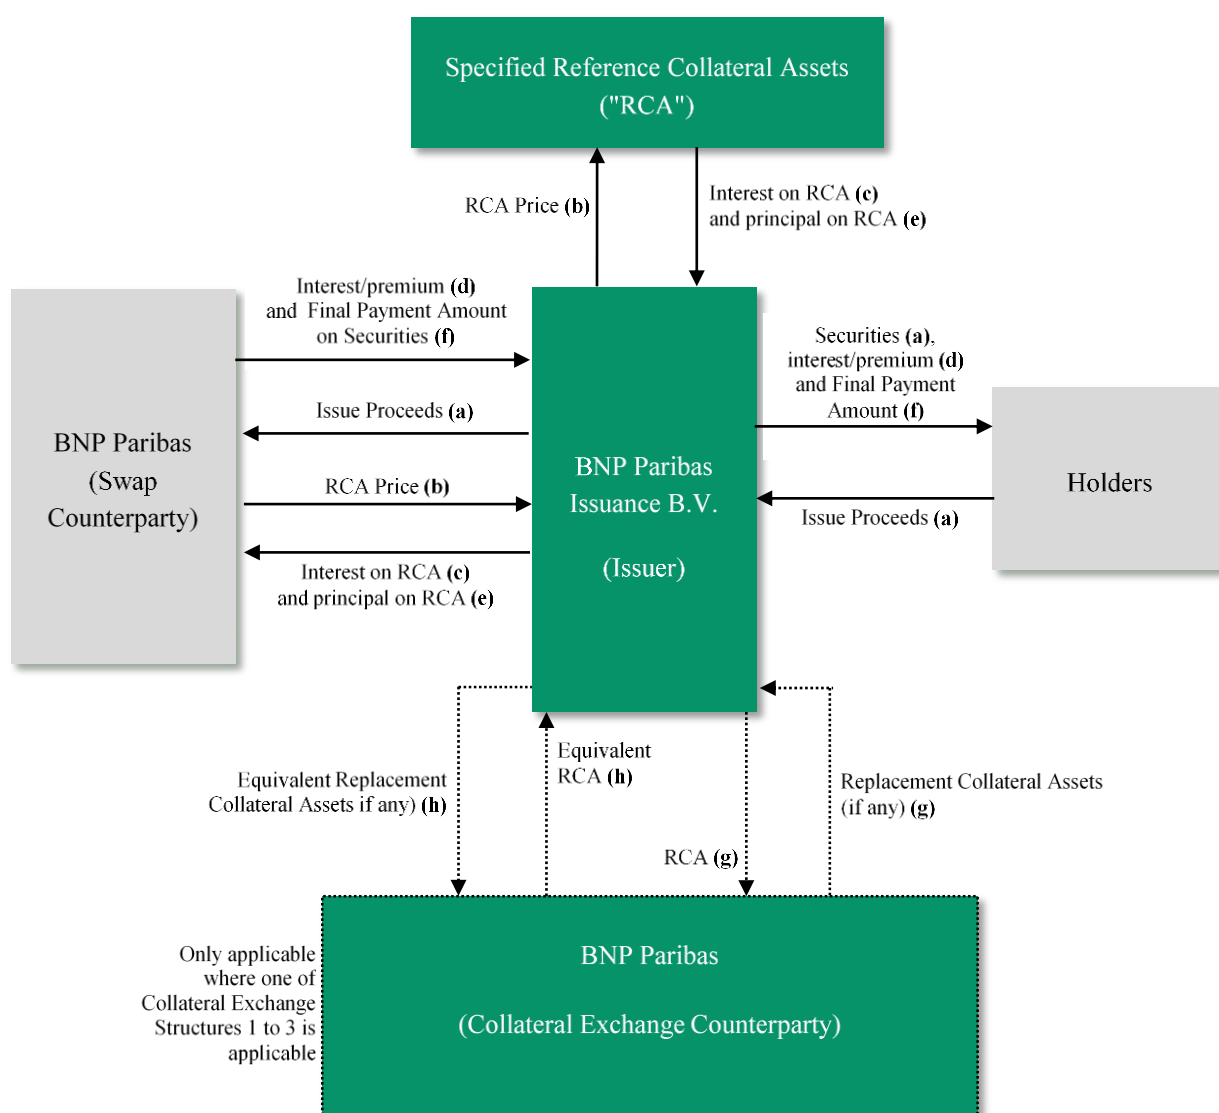 Specified Reference Collateral Assets
("RCA")
RCA Price (b)
Interest on RCA (c)
and principal on RCA (e)
Interest/premium (d)
and Final Payment Amount
on Securities (f)
Issue Proceeds (a)
RCA Price (b)
Interest on RCA (c)
and principal on RCA (e)
BNP Paribas
(Swap
Counterparty)
BNP Paribas
Issuance B.V.
(Issuer)
Securities (a),
interest/premium (d)
and Final Payment
Amount (f)
Issue Proceeds (a)
Holders
Equivalent Replacement
Collateral Assets if any) (h)
Equivalent
RCA (h)
RCA (g)
Replacement Collateral Assets
(if any) (g)
Only applicable
where one of
Collateral Exchange
Structures 1 to 3 is
applicable
BNP Paribas
(Collateral Exchange Counterparty)